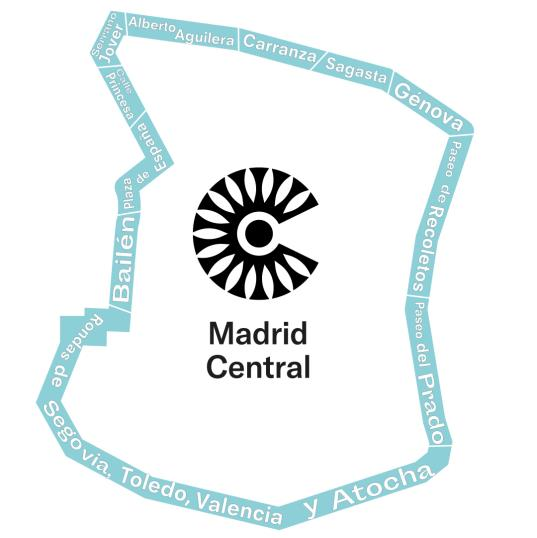 Serrano
Jover
Alberto
Aguilera
Carranza
Sagasta
Génova
Paseo de
Recoletos
Paseo del
Prado
Rondas de
Segovia, Toledo, Valencia y Atocha
Bailén
Plaza de
España
Calle
Princesa
Madrid
Central